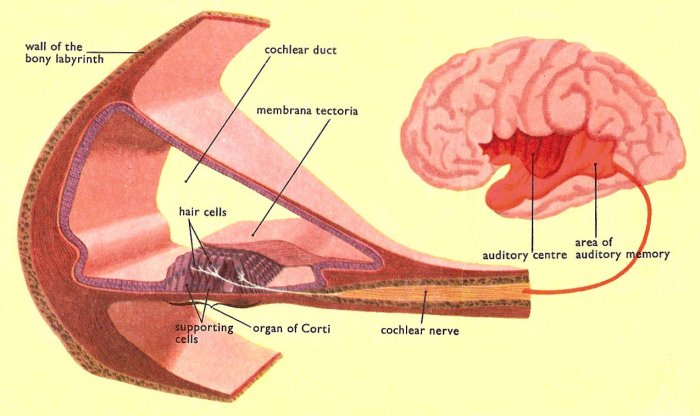 wall of the
bony labyrinth
cochlear duct
membrana tectoria
hair cells
auditory centre
area of
auditory memory
supporting
cells
organ of Corti
cochlear nerve